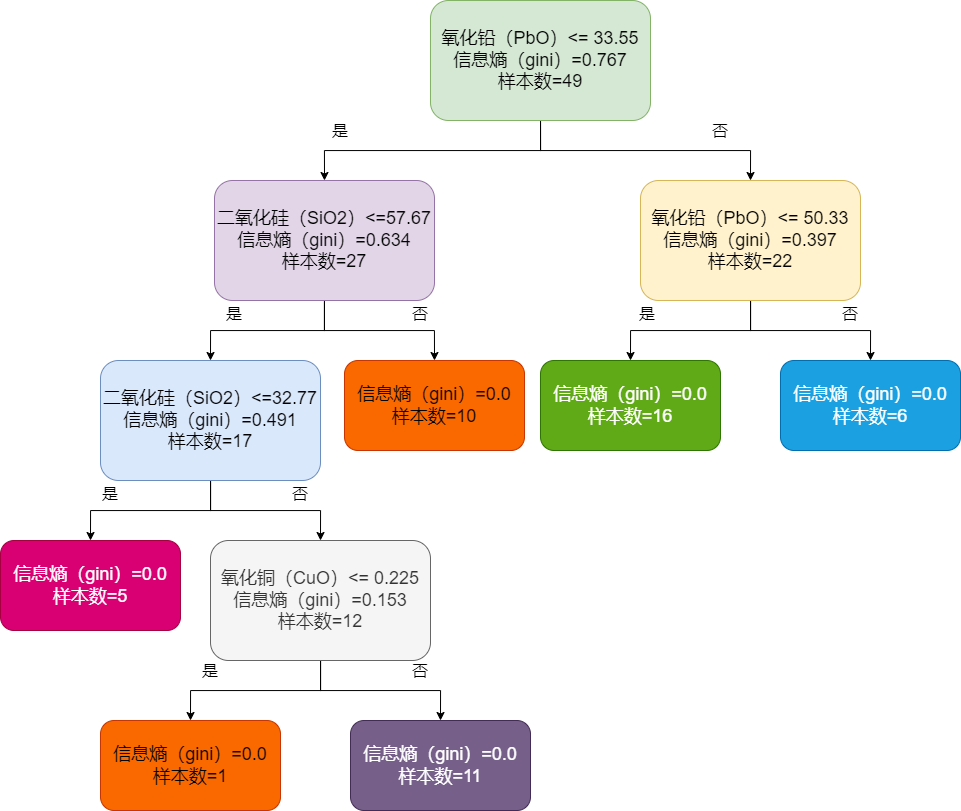 氧化铅（PbO）<= 33.55
信息熵（gini）=0.767
样本数=49
是
否
二氧化硅（SiO2）<=57.67
信息熵（gini）=0.634
样本数=27
氧化铅（PbO）<= 50.33
信息熵（gini）=0.397
样本数=22
是
否
是
否
二氧化硅（SiO2）<=32.77
信息熵（gini）=0.491
样本数=17
信息熵（gini）=0.0
样本数=10
信息熵（gini）=0.0
样本数=16
信息熵（gini）=0.0
样本数=6
是
否
信息熵（gini）=0.0
样本数=5
氧化铜（CuO）<= 0.225
信息熵（gini）=0.153
样本数=12
是
否
信息熵（gini）=0.0
样本数=1
信息熵（gini）=0.0
样本数=11